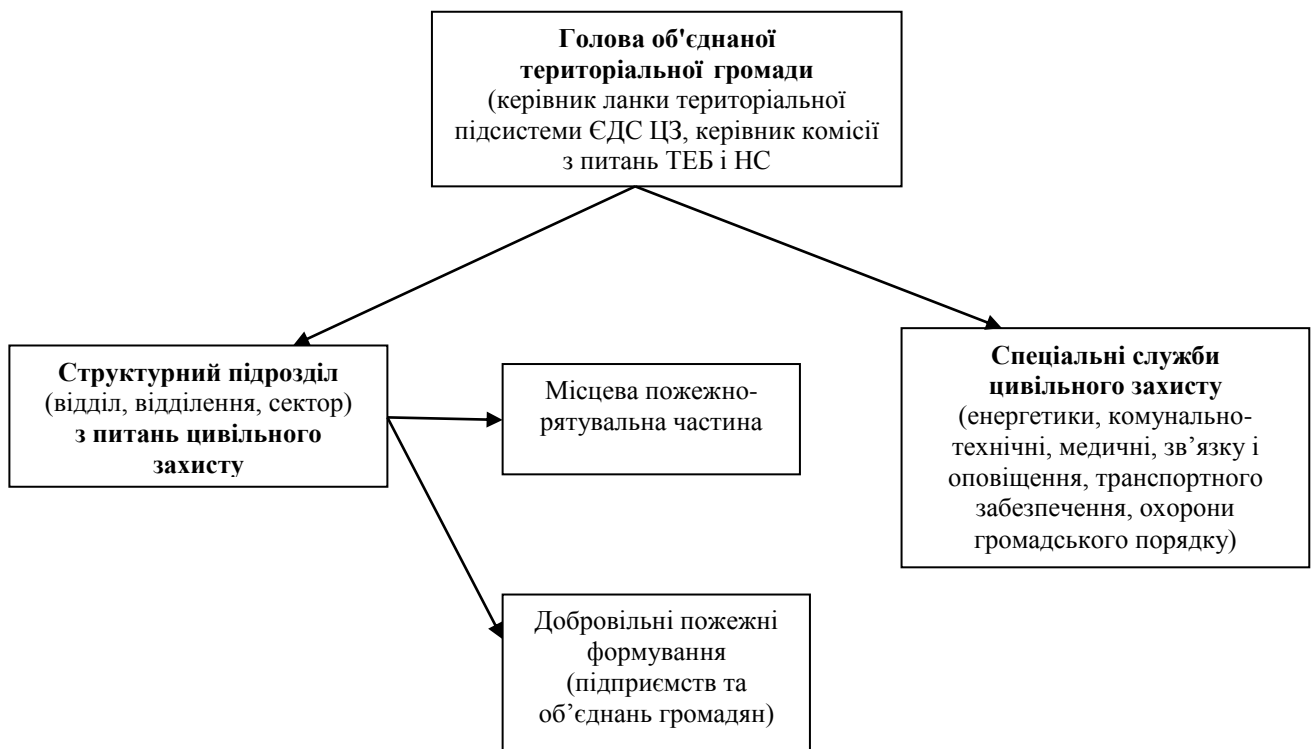 Голова об'єднаної
територіальної громади
(керівник ланки територіальної
підсистеми ЄДС ЦЗ, керівник комісії
з питань ТЕБ і НС
Структурний підрозділ
(відділ, відділення, сектор)
з питань цивільного
захисту
Місцева пожежно-
рятувальна частина
Спеціальні служби
цивільного захисту
(енергетики, комунально-
технічні, медичні, зв’язку і
оповіщення, транспортного
забезпечення, охорони
громадського порядку)
Добровільні пожежні
формування
(підприємств та
об’єднань громадян)